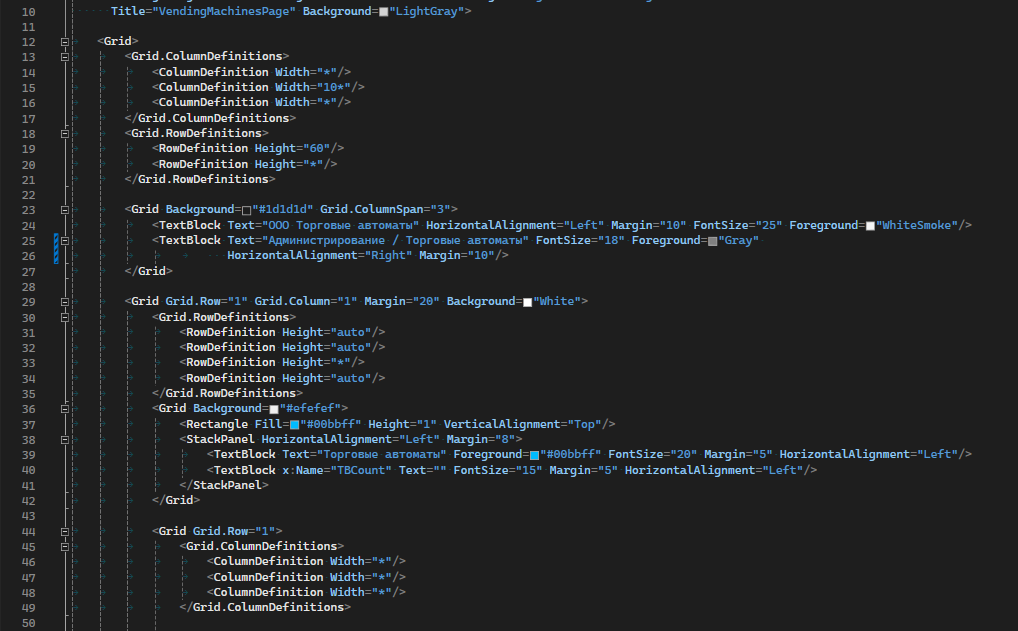 10 Title="VendingMachinesPage" Background="LightGray">
11
12 <Grid>
13 <Grid.ColumnDefinitions>
14 <ColumnDefinition Width="*"/>
15 <ColumnDefinition Width="10*"/>
16 <ColumnDefinition Width="*"/>
17 </Grid.ColumnDefinitions>
18 <Grid.RowDefinitions>
19 <RowDefinition Height="60"/>
20 <RowDefinition Height="*"/>
21 </Grid.RowDefinitions>
22
23 <Grid Background="#1d1d1d" Grid.ColumnSpan="3">
24 <TextBlock Text="ООО Торговые автоматы" HorizontalAlignment="Left" Margin="10" FontSize="25" Foreground="WhiteSmoke"/>
25 <TextBlock Text="Администрирование / Торговые автоматы" FontSize="18" Foreground="Gray"
26 HorizontalAlignment="Right" Margin="10"/>
27 </Grid>
28
29 <Grid Grid.Row="1" Grid.Column="1" Margin="20" Background="White">
30 <Grid.RowDefinitions>
31 <RowDefinition Height="auto"/>
32 <RowDefinition Height="auto"/>
33 <RowDefinition Height="*"/>
34 <RowDefinition Height="auto"/>
35 </Grid.RowDefinitions>
36 <Grid Background="#efefef">
37 <Rectangle Fill="#00bbff" Height="1" VerticalAlignment="Top"/>
38 <StackPanel HorizontalAlignment="Left" Margin="8">
39 <TextBlock Text="Торговые автоматы" Foreground="#00bbff" FontSize="20" Margin="5" HorizontalAlignment="Left"/>
40 <TextBlock x:Name="TBCount" Text="" FontSize="15" Margin="5" HorizontalAlignment="Left"/>
41 </StackPanel>
42 </Grid>
43
44 <Grid Grid.Row="1">
45 <Grid.ColumnDefinitions>
46 <ColumnDefinition Width="*"/>
47 <ColumnDefinition Width="*"/>
48 <ColumnDefinition Width="*"/>
49 </Grid.ColumnDefinitions>
50